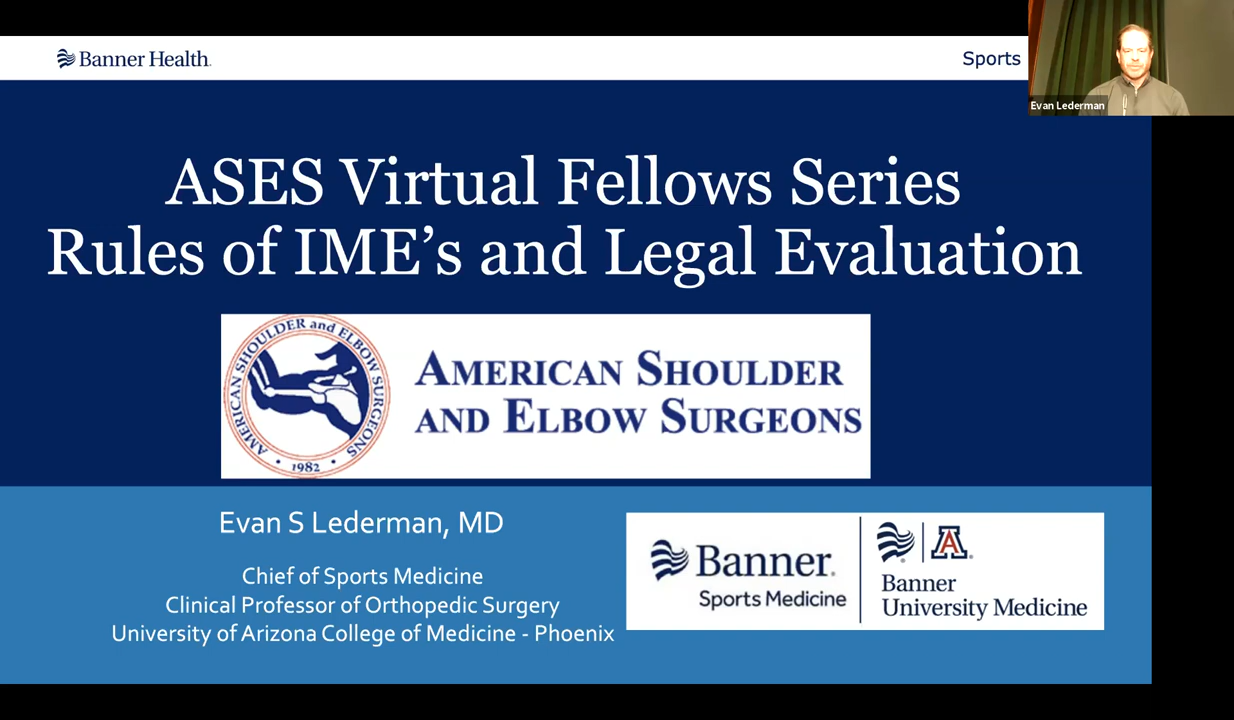 Banner Health
Sports
Evan Lederman
ASES Virtual Fellows Series
Rules of IME’s and Legal Evaluation
AMERICAN SHOULDER and ELBOW SURGEONS
• 1982 •
AMERICAN SHOULDER
AND ELBOW SURGEONS
Evan S Lederman, MD
Chief of Sports Medicine
Clinical Professor of Orthopedic Surgery
University of Arizona College of Medicine - Phoenix
Banner
Sports Medicine
A
Banner
University Medicine